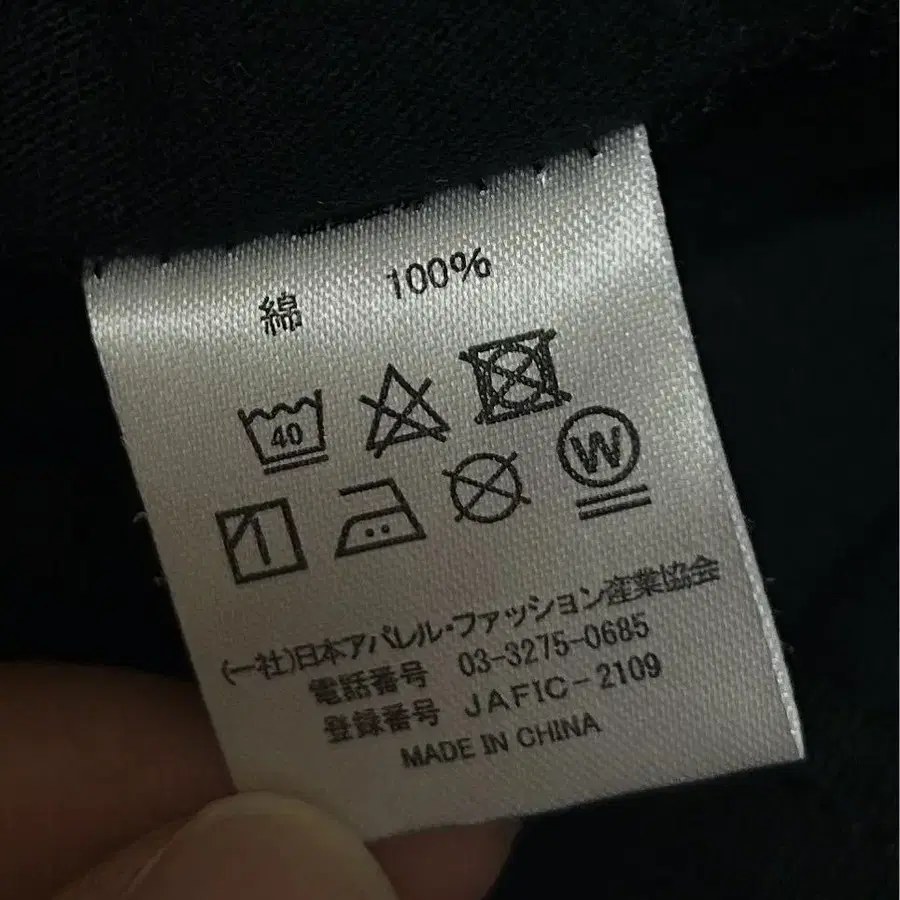 綿 100%
40
W
(一社)日本アパレル・ファッション産業協会
電話番号 03-3275-0685
登録番号 JAFIC-2109
MADE IN CHINA